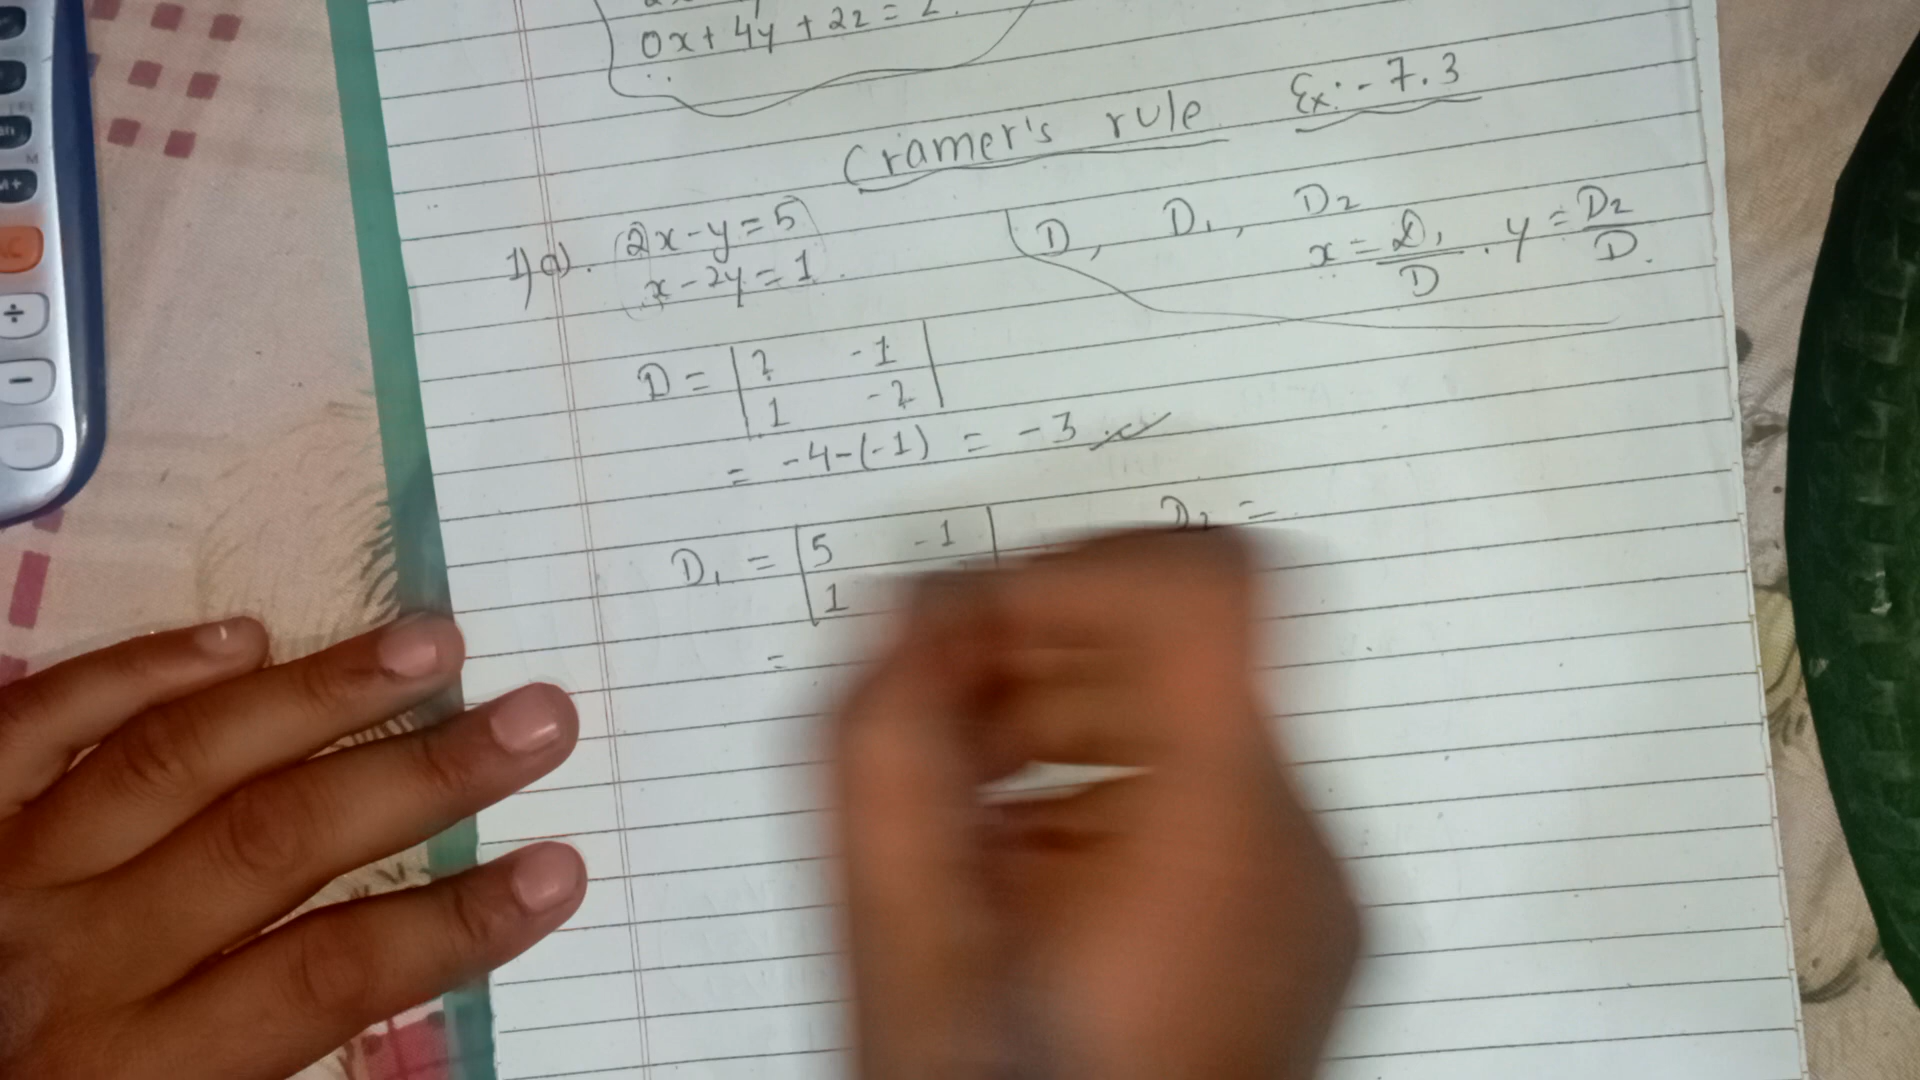 0x + 4y + 2z = 2.
Cramer's rule Ex:- 7.3
1) a). 2x - y = 5
x - 2y = 1.
D, D1, D2
x = D1/D . y = D2/D.
D = | 2 -1 |
| 1 -2 |
= -4-(-1) = -3
D1 = | 5 -1 | D2 =
| 1
=
÷
−
M
M+